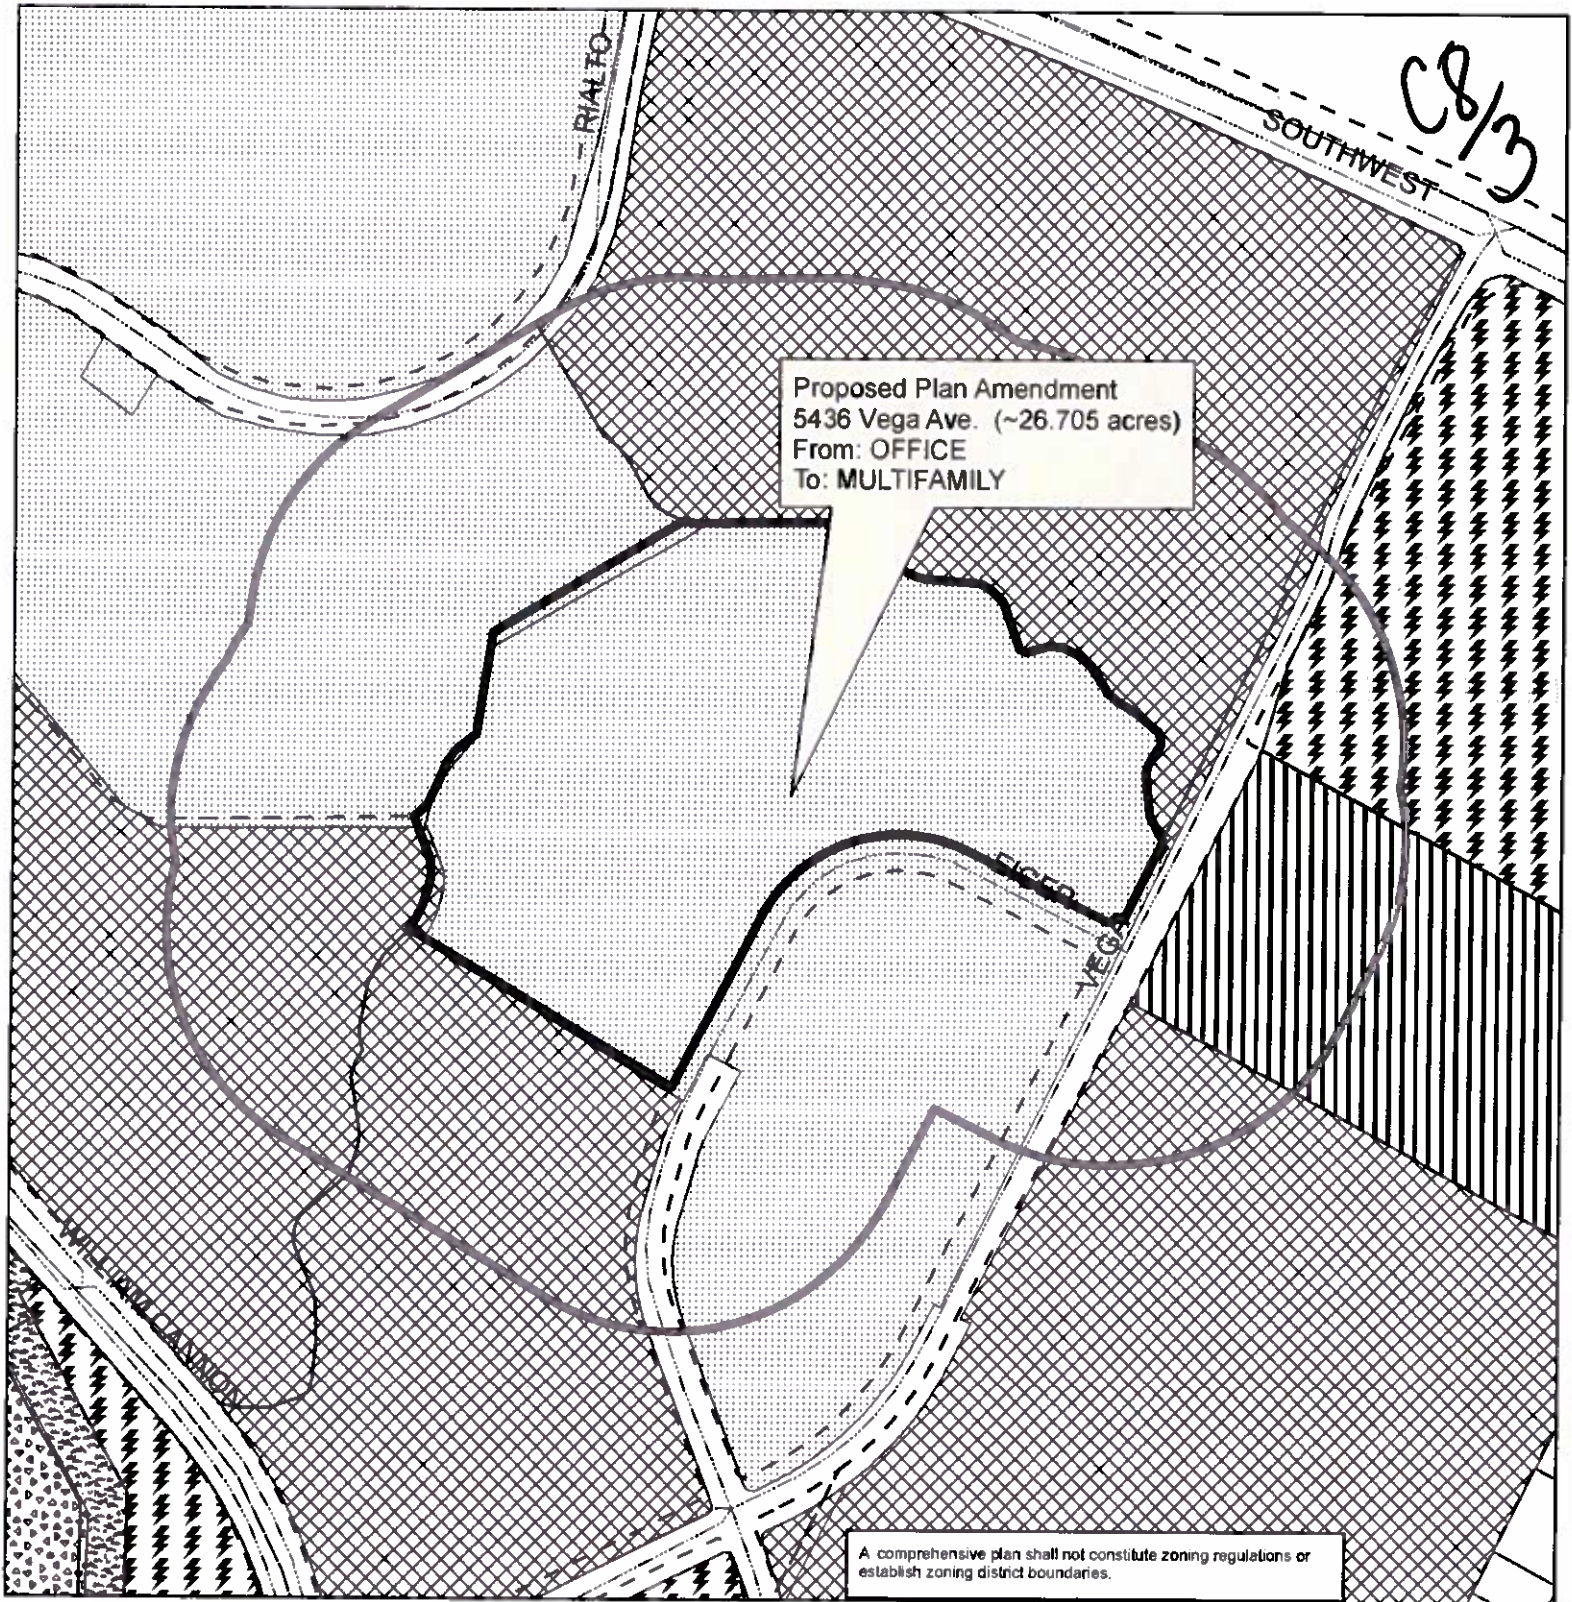 RIALTO
C8/3
SOUTHWEST
Proposed Plan Amendment
5436 Vega Ave. (~26.705 acres)
From: OFFICE
To: MULTIFAMILY
EIGER
VEGA
WILLIAM CANNON
A comprehensive plan shall not constitute zoning regulations or
establish zoning district boundaries.